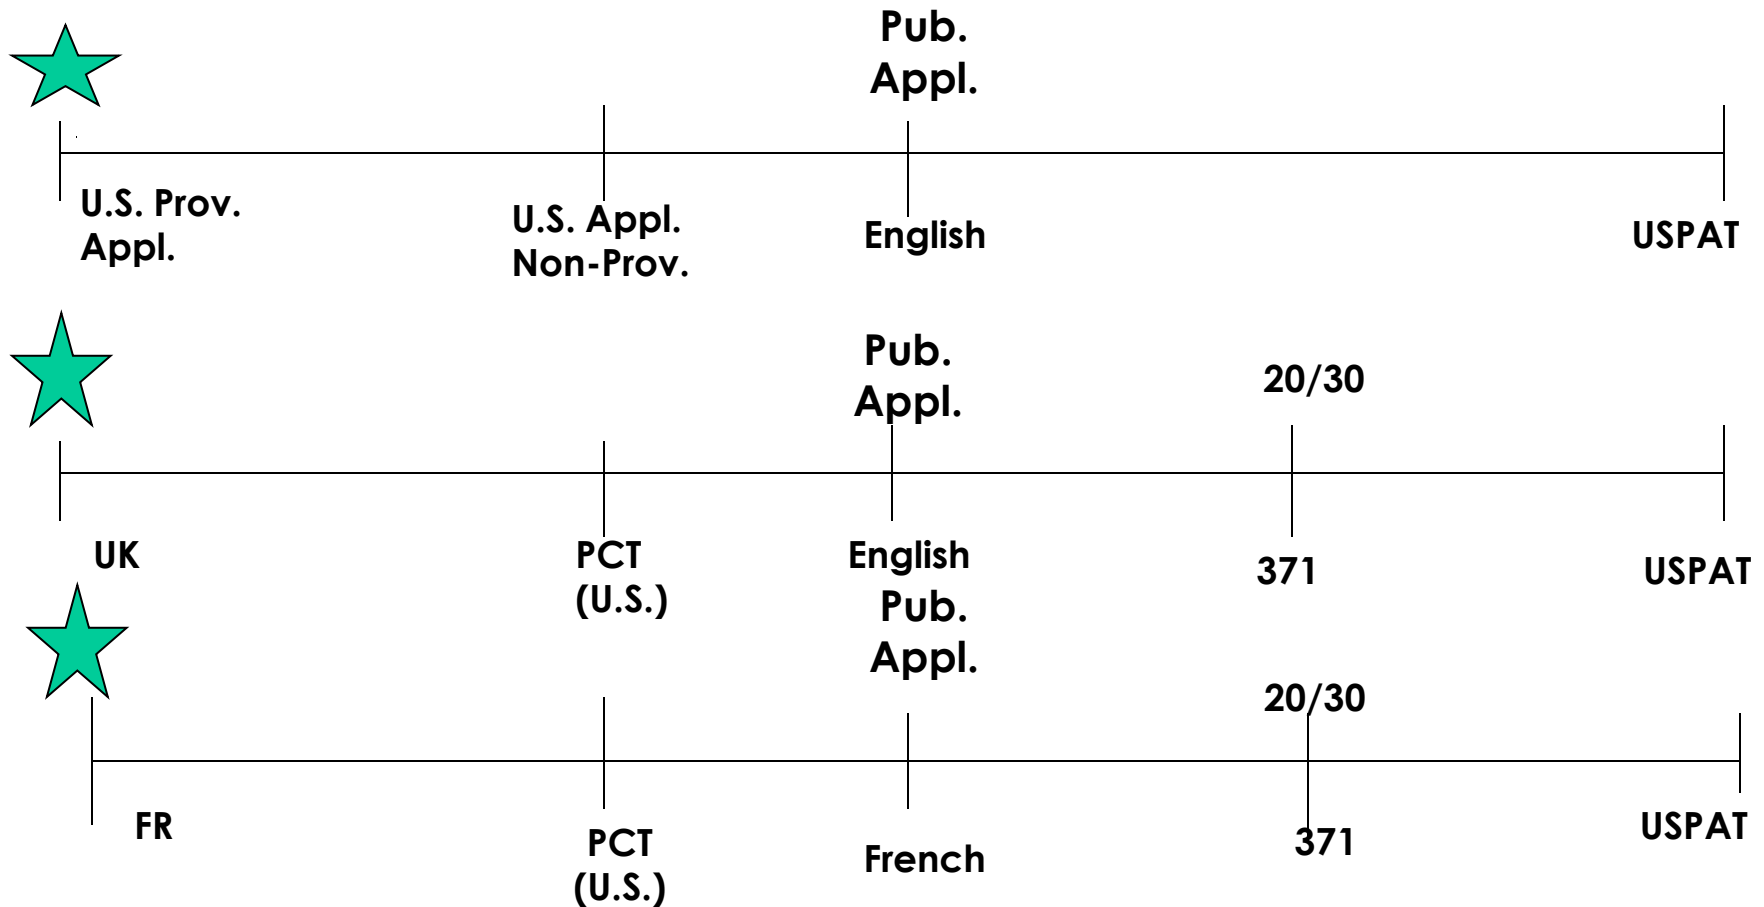 Pub.
Appl.
U.S. Prov.
Appl.
U.S. Appl.
Non-Prov.
English
USPAT
Pub.
Appl.
20/30
UK
PCT
(U.S.)
English
371
USPAT
Pub.
Appl.
20/30
FR
PCT
(U.S.)
French
371
USPAT